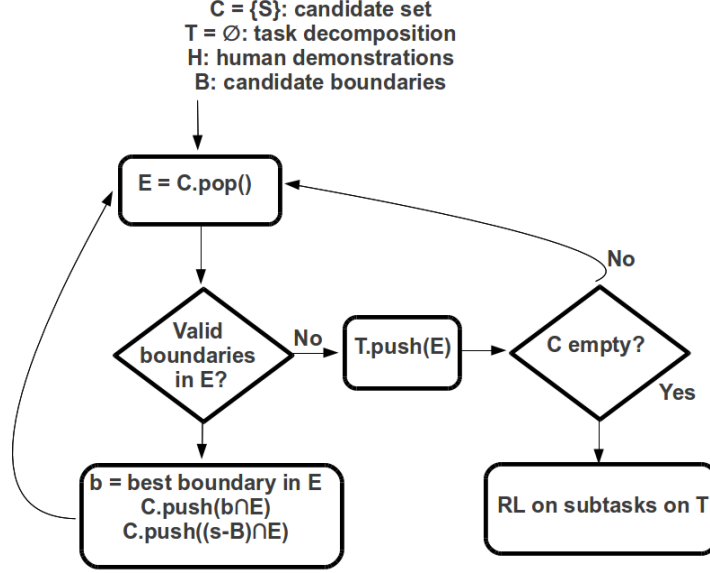 C = {S}: candidate set
T = ∅: task decomposition
H: human demonstrations
B: candidate boundaries
E = C.pop()
No
Valid
boundaries
in E?
No
T.push(E)
C empty?
Yes
b = best boundary in E
C.push(b∩E)
C.push((s-B)∩E)
RL on subtasks on T